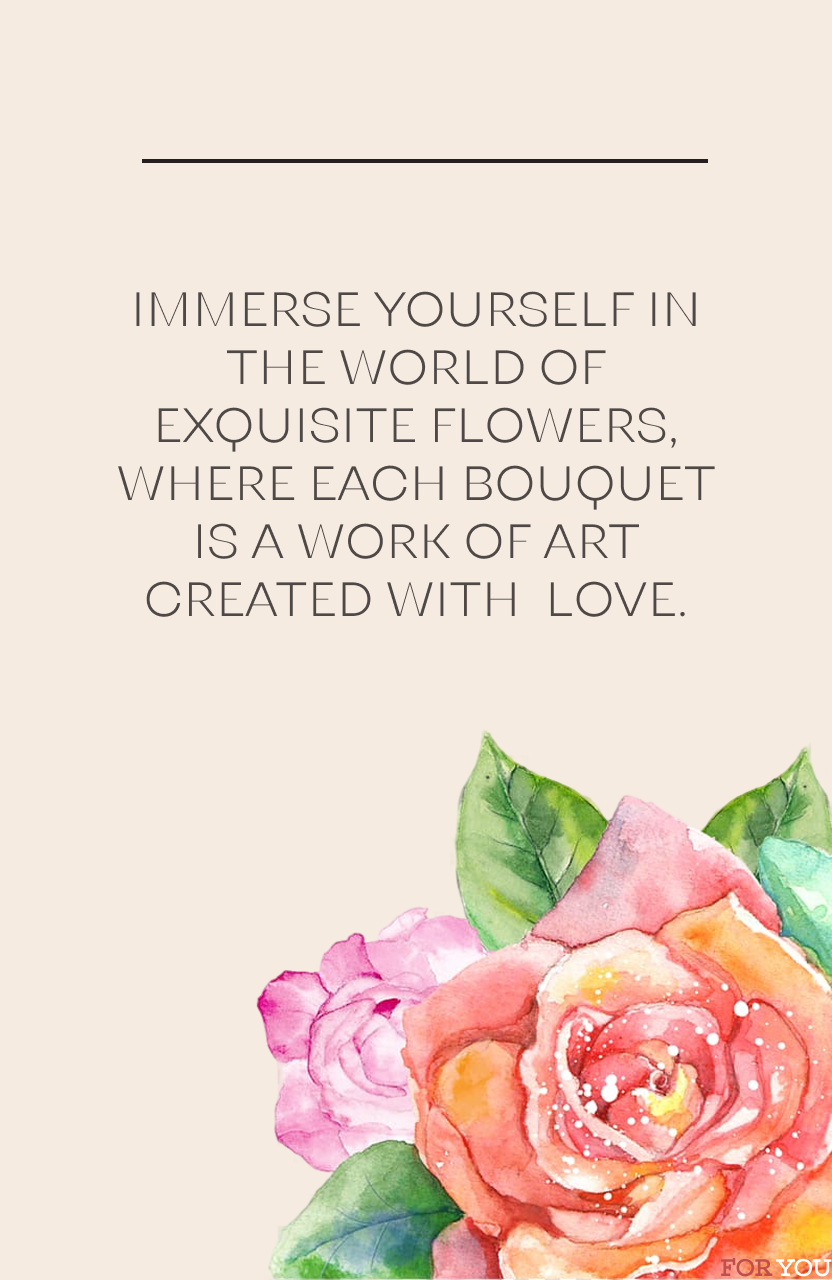 IMMERSE YOURSELF IN
THE WORLD OF
EXQUISITE FLOWERS,
WHERE EACH BOUQUET
IS A WORK OF ART
CREATED WITH  LOVE.
FOR YOU